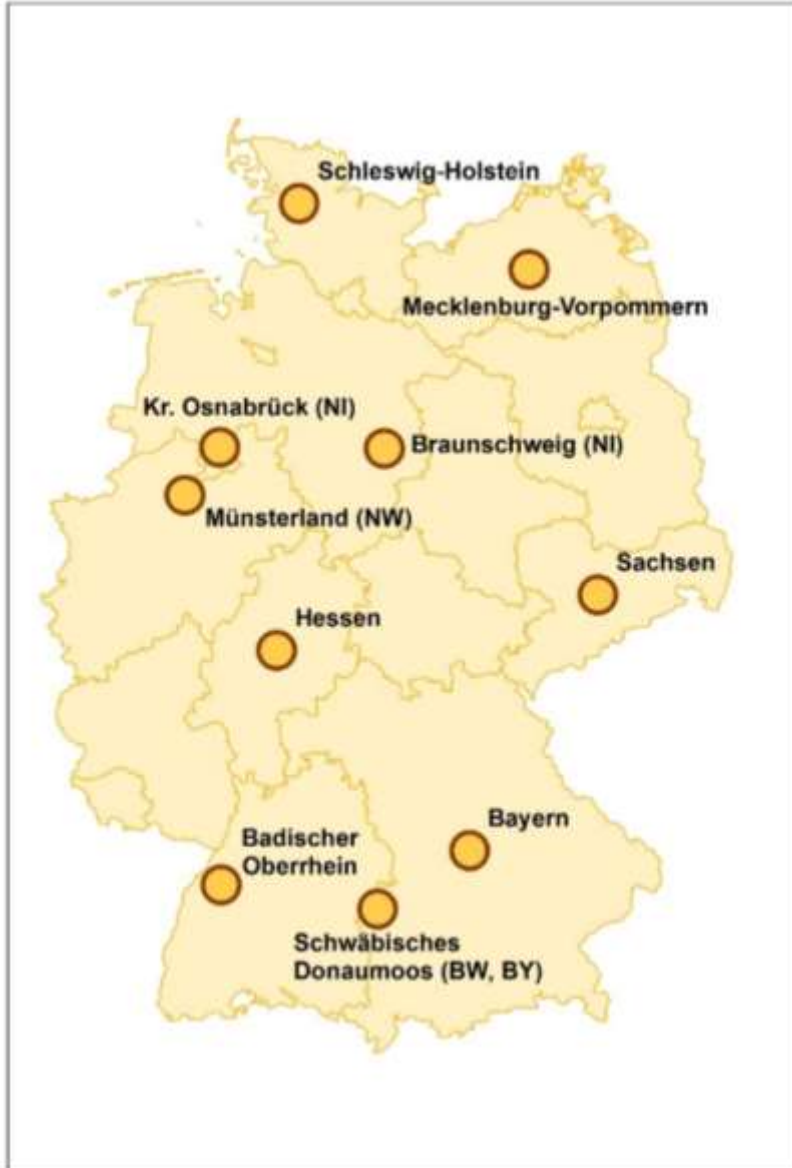 Schleswig-Holstein
Mecklenburg-Vorpommern
Kr. Osnabrück (NI)
Braunschweig (NI)
Münsterland (NW)
Sachsen
Hessen
Bayern
Badischer
Oberrhein
Schwäbisches
Donaumoos (BW, BY)